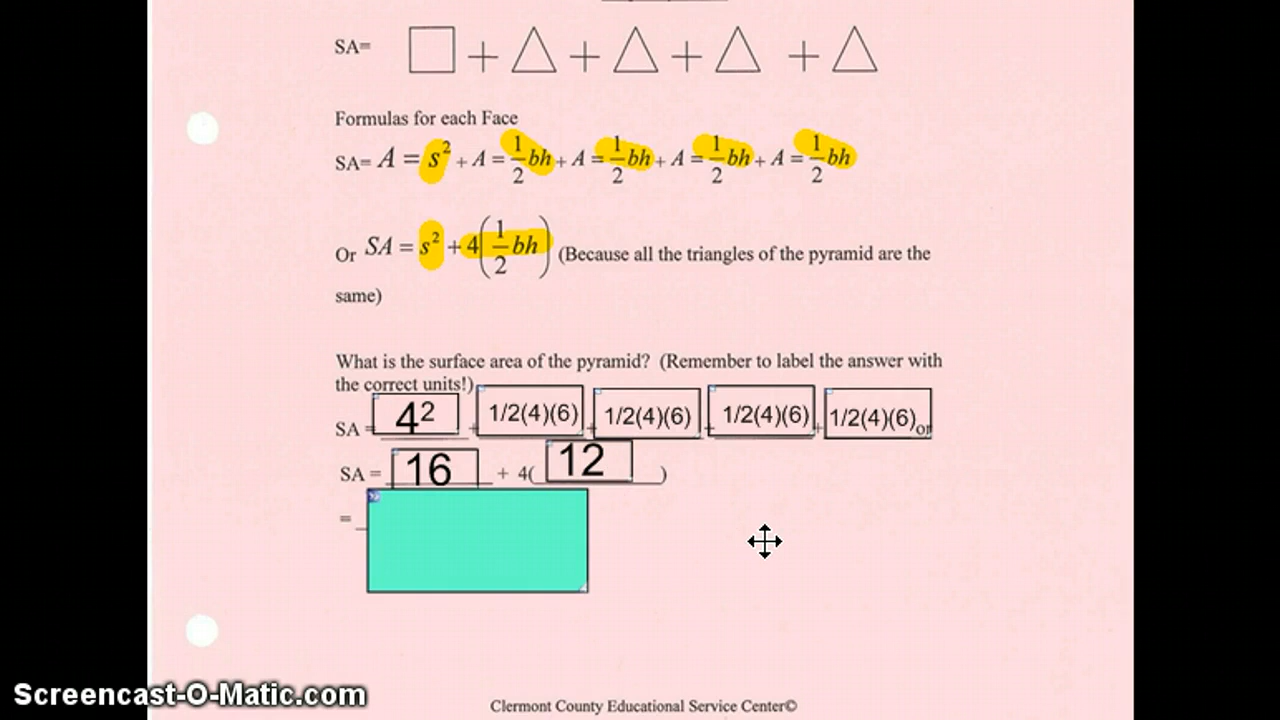 SA= □ + △ + △ + △ + △
Formulas for each Face
SA= A = s² + A = 1/2 bh + A = 1/2 bh + A = 1/2 bh + A = 1/2 bh
Or SA = s² + 4(1/2 bh) (Because all the triangles of the pyramid are the
same)
What is the surface area of the pyramid? (Remember to label the answer with
the correct units!)
SA = 4² + 1/2(4)(6) + 1/2(4)(6) + 1/2(4)(6) + 1/2(4)(6) or
SA = 16 + 4( 12 )
=
Screencast-O-Matic.com
Clermont County Educational Service Center©